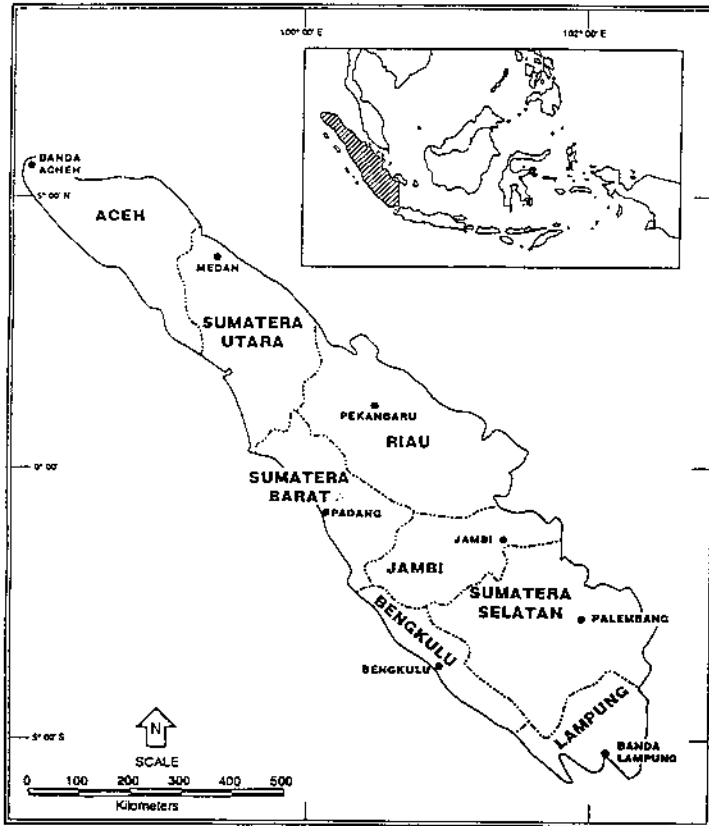 100° 00' E
102° 00' E
BANDA
ACHEH
5° 00' N
ACEH
MEDAN
SUMATERA
UTARA
PEKANGARU
RIAU
0° 00'
SUMATERA
BARAT
PADANG
JAMBI
JAMBI
SUMATERA
SELATAN
BENGKULU
PALEMBANG
BENGKULU
LAMPUNG
5° 00' S
N
BANDA
LAMPUNG
SCALE
0 100 200 300 400 500
Kilometers